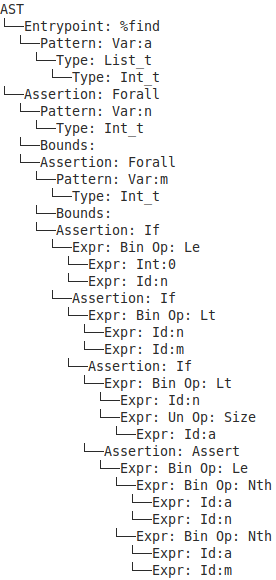 AST
└──Entrypoint: %find
└──Pattern: Var:a
└──Type: List_t
└──Type: Int_t
└──Assertion: Forall
└──Pattern: Var:n
└──Type: Int_t
└──Bounds:
└──Assertion: Forall
└──Pattern: Var:m
└──Type: Int_t
└──Bounds:
└──Assertion: If
└──Expr: Bin Op: Le
└──Expr: Int:0
└──Expr: Id:n
└──Assertion: If
└──Expr: Bin Op: Lt
└──Expr: Id:n
└──Expr: Id:m
└──Assertion: If
└──Expr: Bin Op: Lt
└──Expr: Id:n
└──Expr: Un Op: Size
└──Expr: Id:a
└──Assertion: Assert
└──Expr: Bin Op: Le
└──Expr: Bin Op: Nth
└──Expr: Id:a
└──Expr: Id:n
└──Expr: Bin Op: Nth
└──Expr: Id:a
└──Expr: Id:m